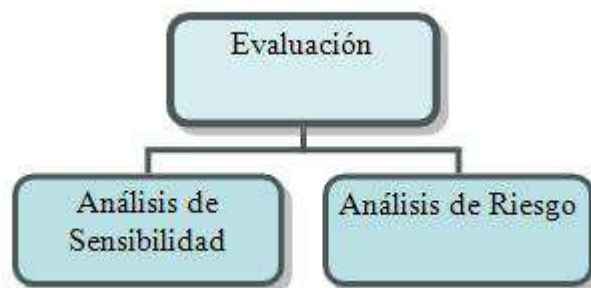 Evaluación
Análisis de
Sensibilidad
Análisis de Riesgo